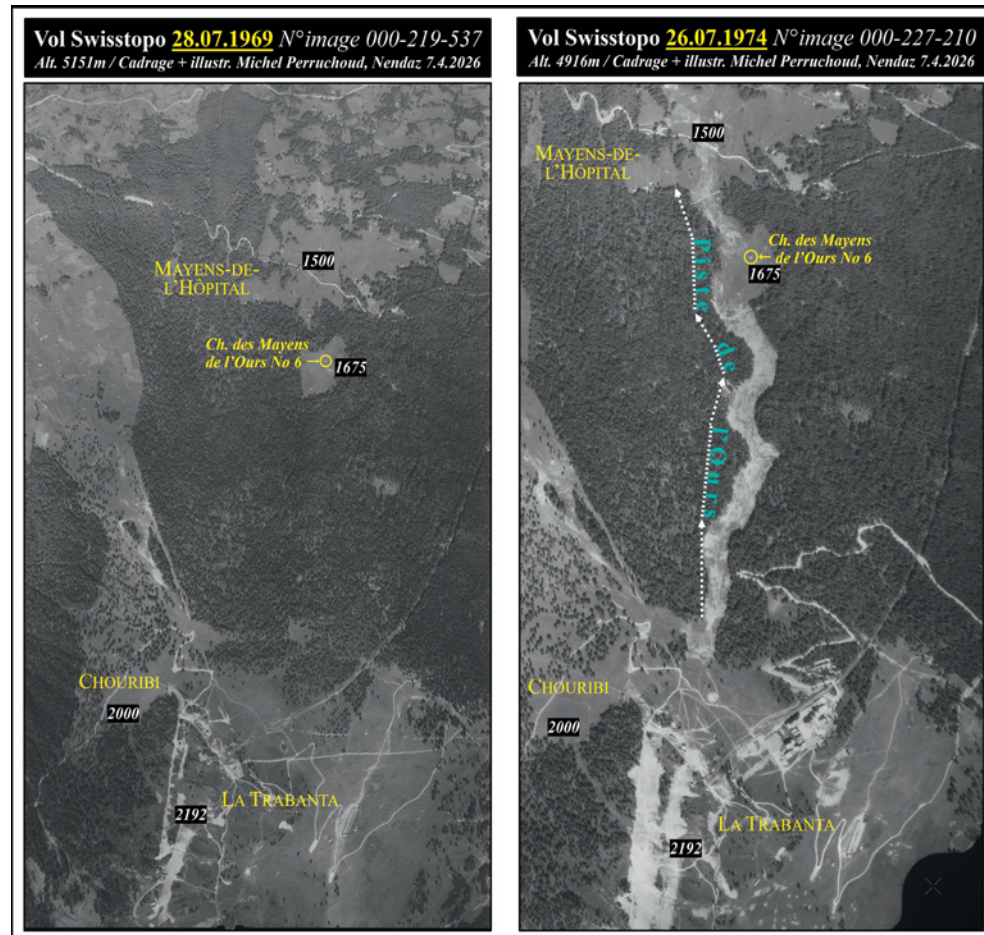 Vol Swisstopo 28.07.1969 N°image 000-219-537
Alt. 5151m / Cadrage + illustr. Michel Perruchoud, Nendaz 7.4.2026
1500
MAYENS-DE-
L'HÔPITAL
Ch. des Mayens
de l'Ours No 6
1675
CHOURIBI
2000
LA TRABANTA
2192
Vol Swisstopo 26.07.1974 N°image 000-227-210
Alt. 4916m / Cadrage + illustr. Michel Perruchoud, Nendaz 7.4.2026
1500
MAYENS-DE-
L'HÔPITAL
Ch. des Mayens
de l'Ours No 6
1675
Piste de l'Ours
CHOURIBI
2000
LA TRABANTA
2192